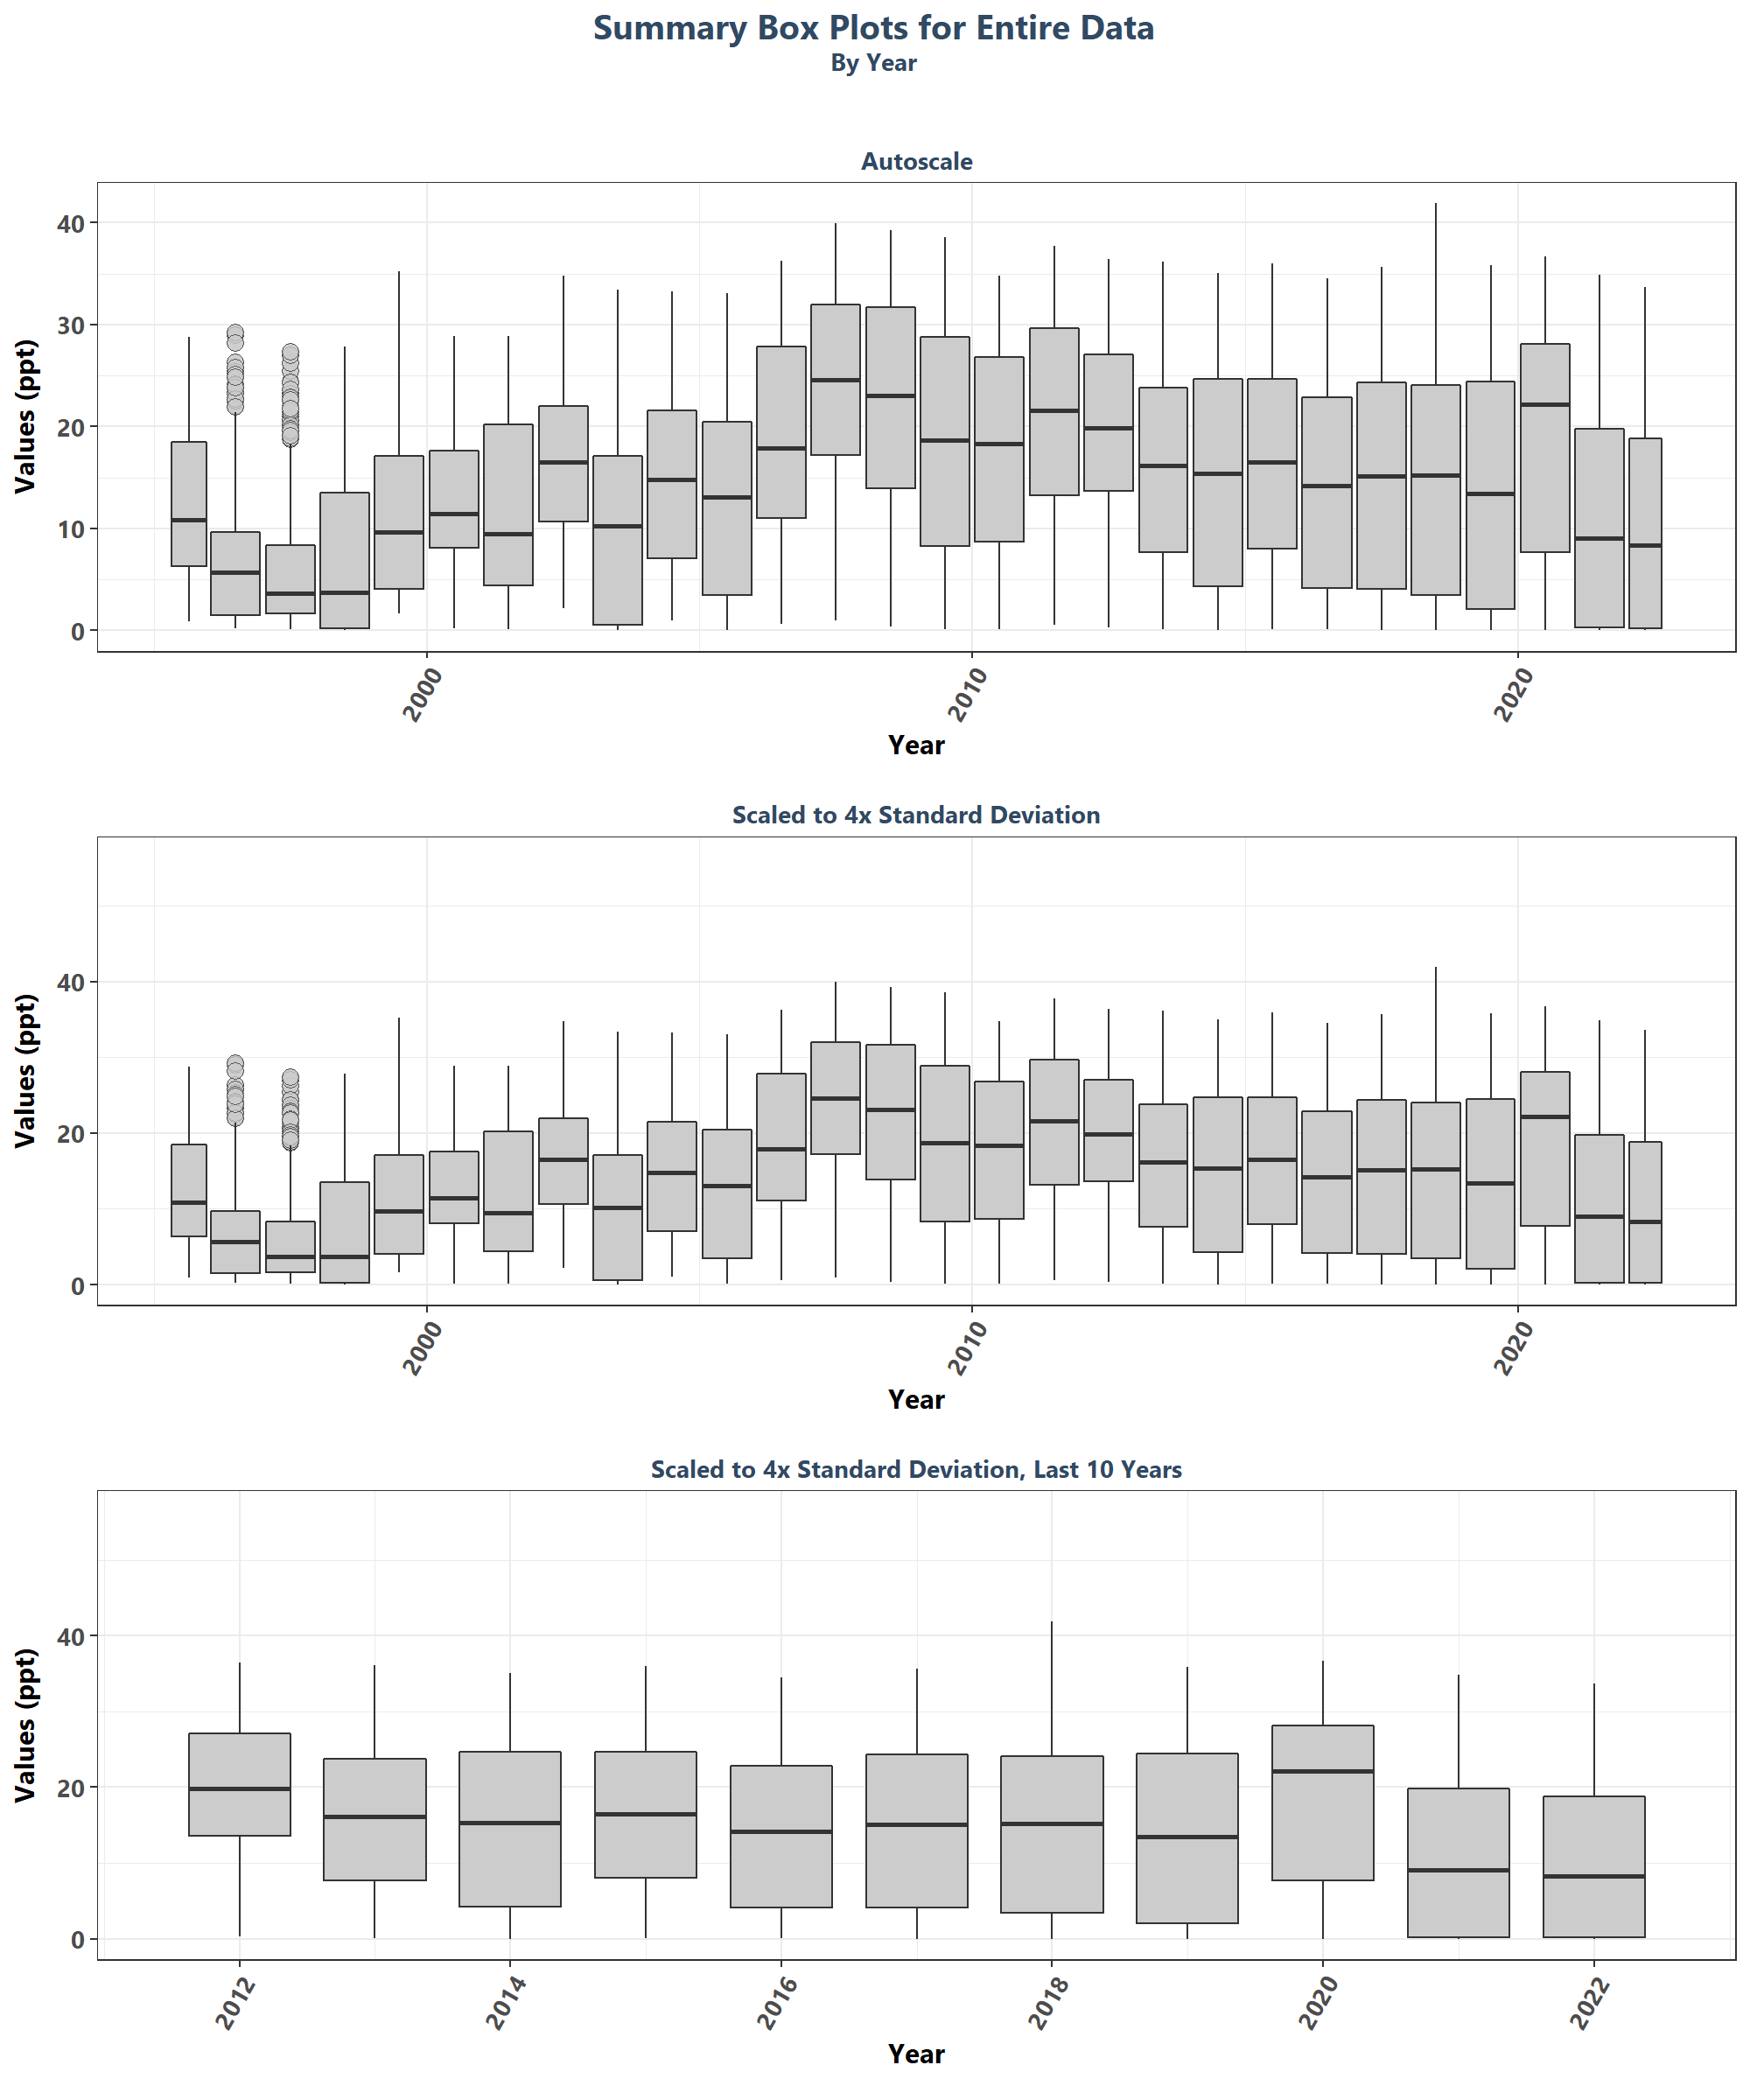 Summary Box Plots for Entire Data
By Year
Autoscale
Values (ppt)
40
30
20
10
0
2000
2010
2020
Year
Scaled to 4x Standard Deviation
Values (ppt)
40
20
0
2000
2010
2020
Year
Scaled to 4x Standard Deviation, Last 10 Years
Values (ppt)
40
20
0
2012
2014
2016
2018
2020
2022
Year